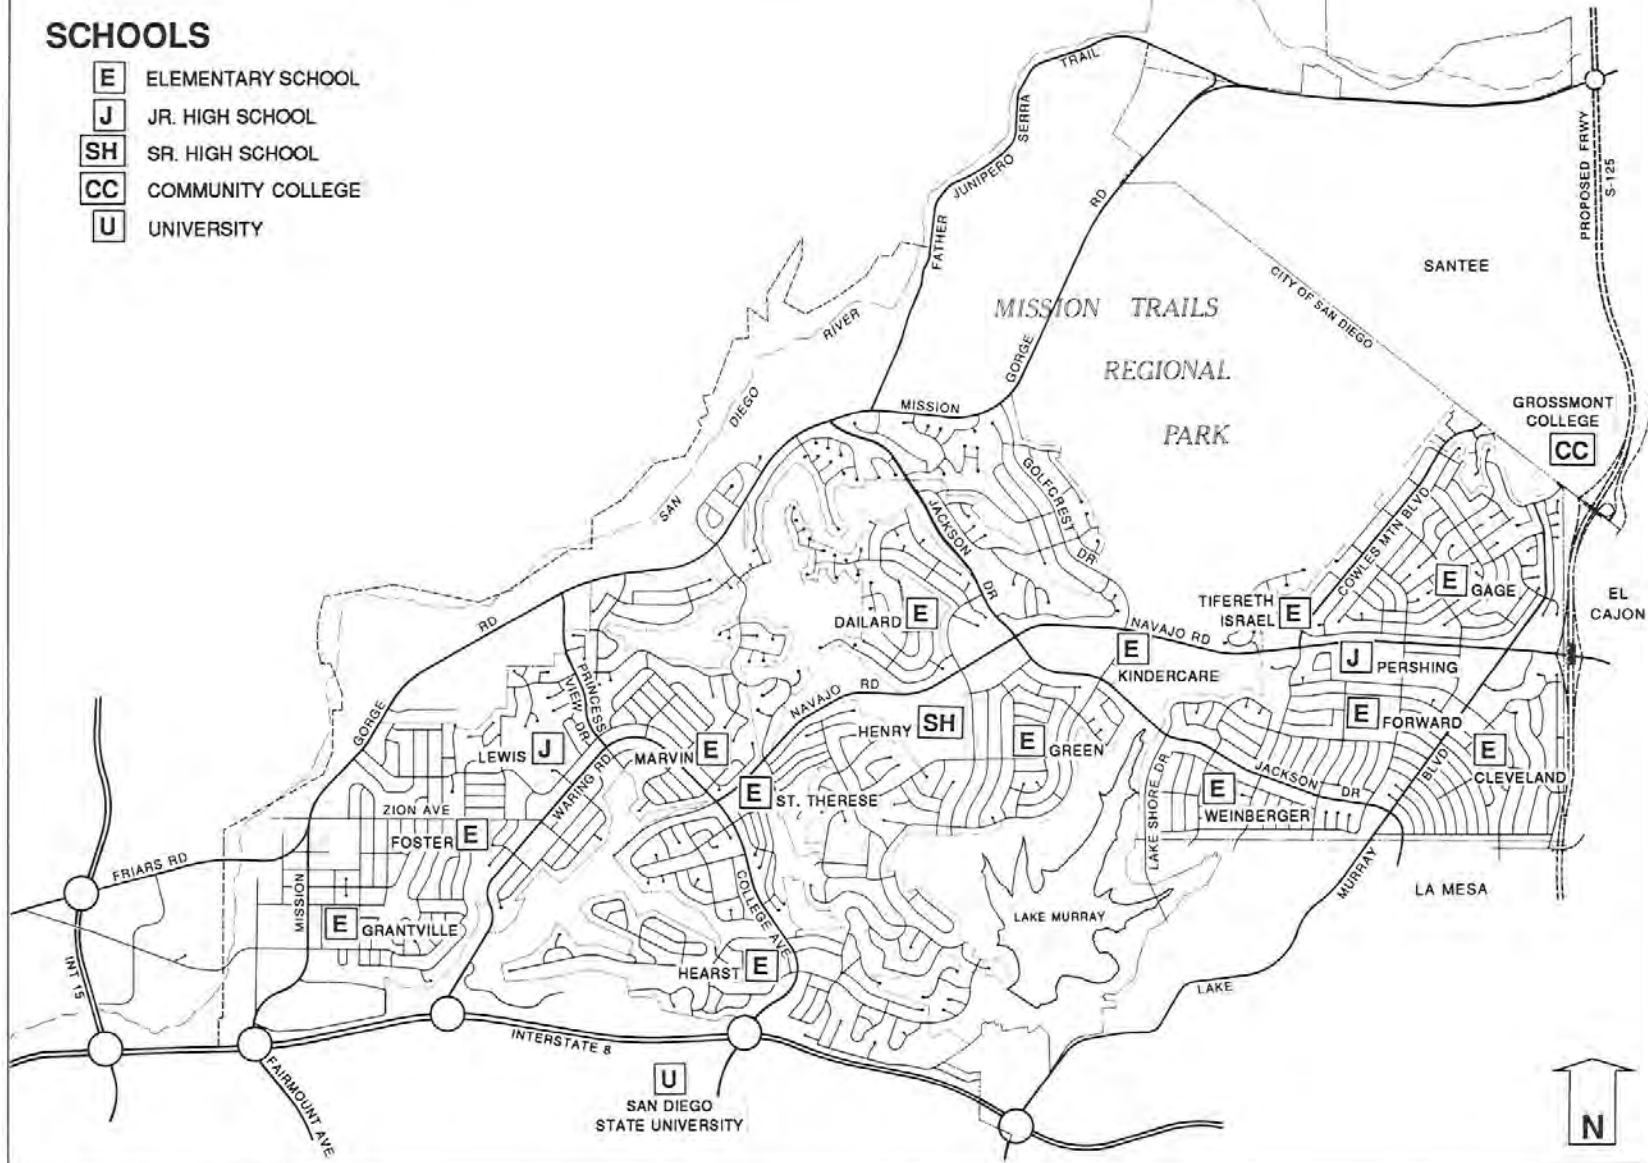 SCHOOLS
E ELEMENTARY SCHOOL
J JR. HIGH SCHOOL
SH SR. HIGH SCHOOL
CC COMMUNITY COLLEGE
U UNIVERSITY
TRAIL
SERRA
JUNIPERO
FATHER
RD
PROPOSED FRWY
S-125
SANTEE
CITY OF SAN DIEGO
MISSION TRAILS
REGIONAL
PARK
RIVER
DIEGO
SAN
GORGE
MISSION
GROSSMONT
COLLEGE
CC
GOLFCREST
DR
JACKSON
DR
COWLES MTN BLVD
E GAGE
EL
CAJON
TIFERETH
ISRAEL E
DAILARD E
NAVAJO RD
E
KINDERCARE
J PERSHING
RD
PRINCESS
VIEW DR
NAVAJO
RD
HENRY SH
E GREEN
E FORWARD
E
CLEVELAND
GORGE
LEWIS J
MARVIN E
WARING RD
E ST. THERESE
LAKE SHORE DR
JACKSON
DR
BLVD
E
WEINBERGER
ZION AVE
FOSTER E
FRIARS RD
MISSION
COLLEGE AVE
MURRAY
LA MESA
LAKE MURRAY
E GRANTVILLE
HEARST E
INT 15
LAKE
INTERSTATE 8
FAIRMOUNT AVE
U
SAN DIEGO
STATE UNIVERSITY
N